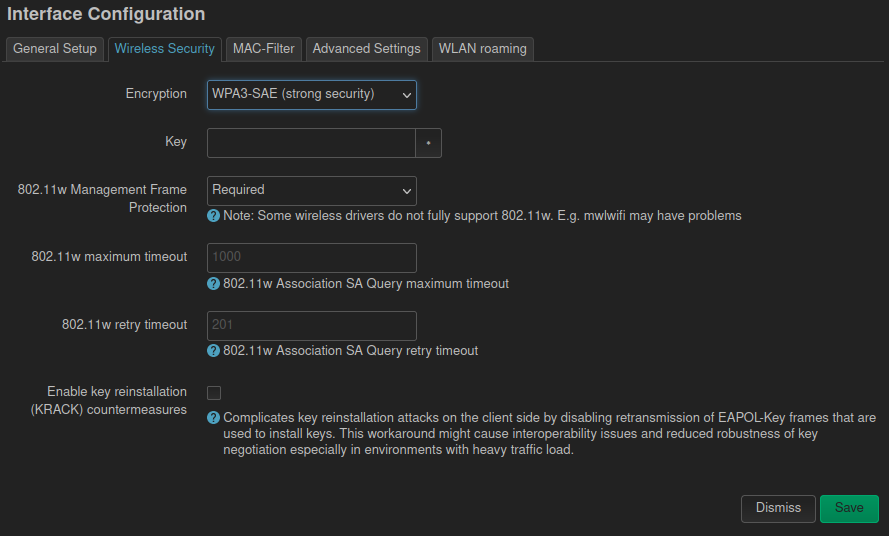 Interface Configuration
General Setup Wireless Security MAC-Filter Advanced Settings WLAN roaming
Encryption WPA3-SAE (strong security)
Key *
802.11w Management Frame Protection Required
Note: Some wireless drivers do not fully support 802.11w. E.g. mwlwifi may have problems
802.11w maximum timeout 1000
802.11w Association SA Query maximum timeout
802.11w retry timeout 201
802.11w Association SA Query retry timeout
Enable key reinstallation
(KRACK) countermeasures
Complicates key reinstallation attacks on the client side by disabling retransmission of EAPOL-Key frames that are
used to install keys. This workaround might cause interoperability issues and reduced robustness of key
negotiation especially in environments with heavy traffic load.
Dismiss Save